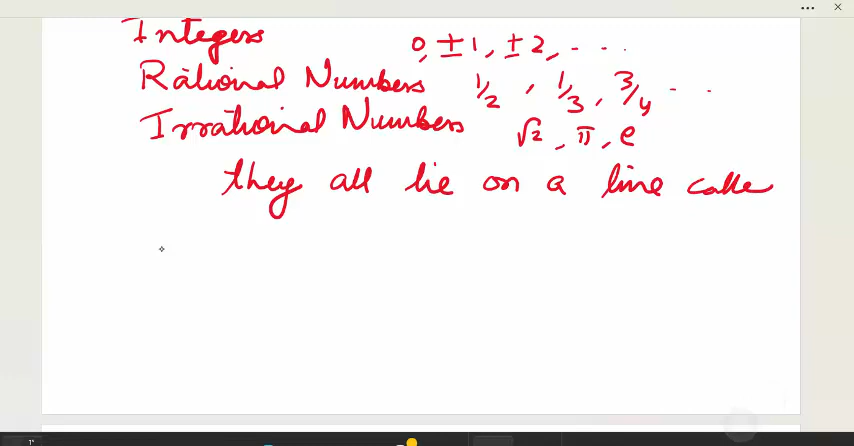 Integers 0, ±1, ±2, ...
Rational Numbers 1/2, 1/3, 3/4 ...
Irrational Numbers √2, π, e
they all lie on a line calle
1°